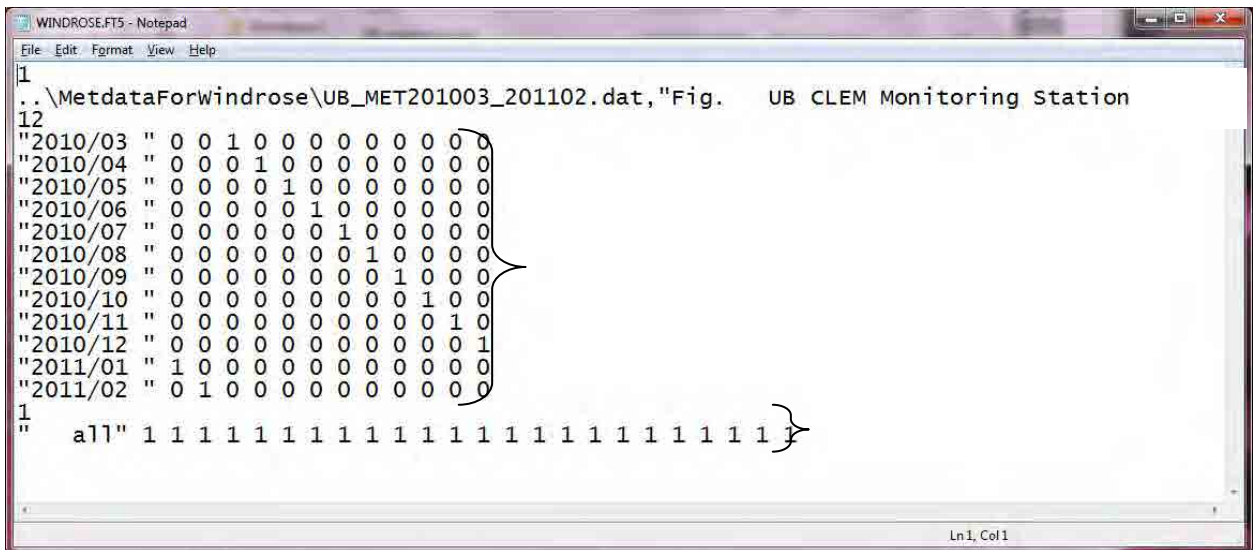 WINDROSE.FT5 - Notepad
File Edit Format View Help
1
..\MetdataForWindrose\UB_MET201003_201102.dat,"Fig.   UB CLEM Monitoring Station
12
"2010/03 " 0 0 1 0 0 0 0 0 0 0 0 0
"2010/04 " 0 0 0 1 0 0 0 0 0 0 0 0
"2010/05 " 0 0 0 0 1 0 0 0 0 0 0 0
"2010/06 " 0 0 0 0 0 1 0 0 0 0 0 0
"2010/07 " 0 0 0 0 0 0 1 0 0 0 0 0
"2010/08 " 0 0 0 0 0 0 0 1 0 0 0 0
"2010/09 " 0 0 0 0 0 0 0 0 1 0 0 0
"2010/10 " 0 0 0 0 0 0 0 0 0 1 0 0
"2010/11 " 0 0 0 0 0 0 0 0 0 0 1 0
"2010/12 " 0 0 0 0 0 0 0 0 0 0 0 1
"2011/01 " 1 0 0 0 0 0 0 0 0 0 0 0
"2011/02 " 0 1 0 0 0 0 0 0 0 0 0 0
1
"   all" 1 1 1 1 1 1 1 1 1 1 1 1 1 1 1 1 1 1 1 1 1 1 1 1
Ln 1, Col 1